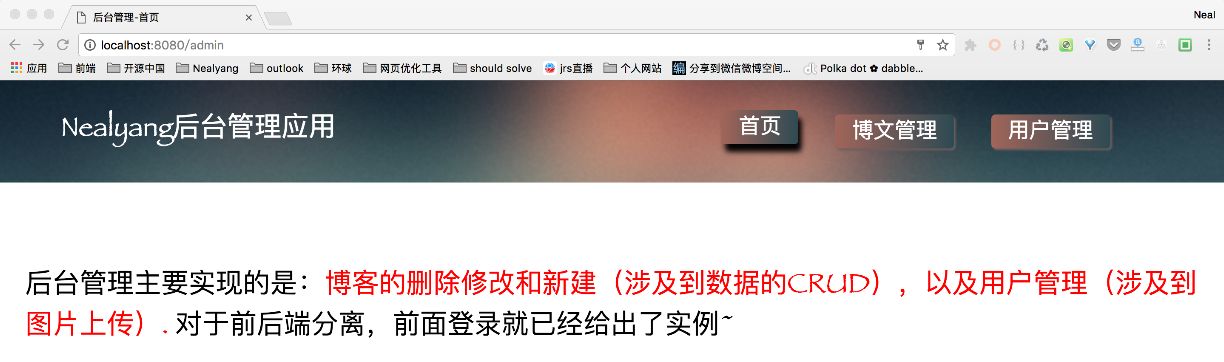 后台管理-首页
Neal
localhost:8080/admin
应用 前端 开源中国 Nealyang outlook 环球 网页优化工具 should solve jrs直播 个人网站 分享到微信微博空间... Polka dot ✿ dabble...
Nealyang后台管理应用 首页 博文管理 用户管理
后台管理主要实现的是：博客的删除修改和新建（涉及到数据的CRUD），以及用户管理（涉及到
图片上传）. 对于前后端分离，前面登录就已经给出了实例~